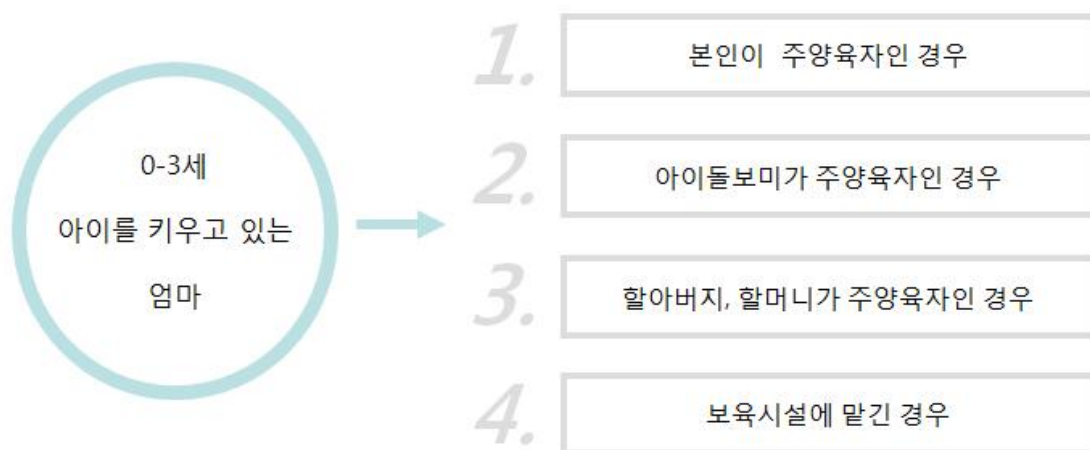 0-3세
아이를 키우고 있는
엄마
1.
본인이 주양육자인 경우
2.
아이돌보미가 주양육자인 경우
3.
할아버지, 할머니가 주양육자인 경우
4.
보육시설에 맡긴 경우